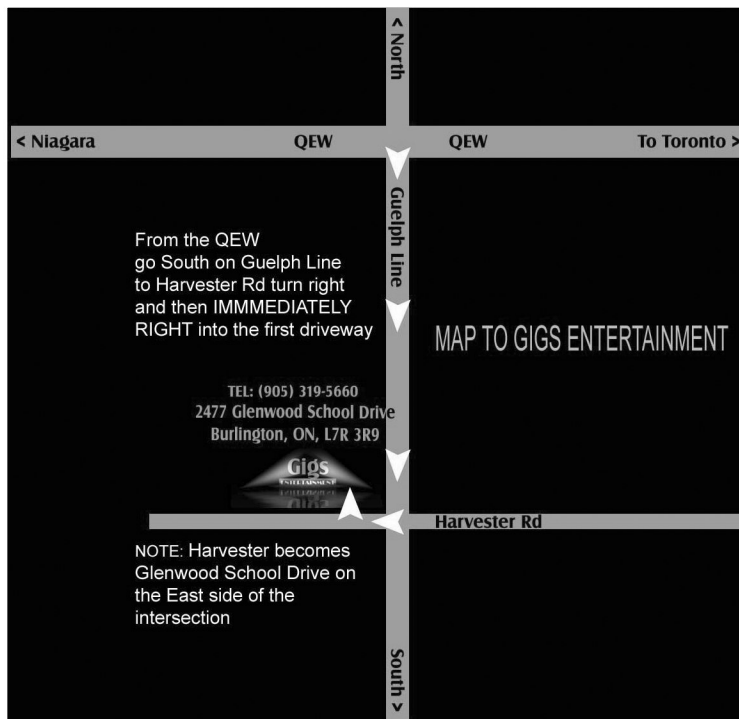 < North
< Niagara
QEW
QEW
To Toronto >
Guelph Line
From the QEW
go South on Guelph Line
to Harvester Rd turn right
and then IMMMEDIATELY
RIGHT into the first driveway
MAP TO GIGS ENTERTAINMENT
TEL: (905) 319-5660
2477 Glenwood School Drive
Burlington, ON, L7R 3R9
Gigs
ENTERTAINMENT
Harvester Rd
NOTE: Harvester becomes
Glenwood School Drive on
the East side of the
intersection
South >